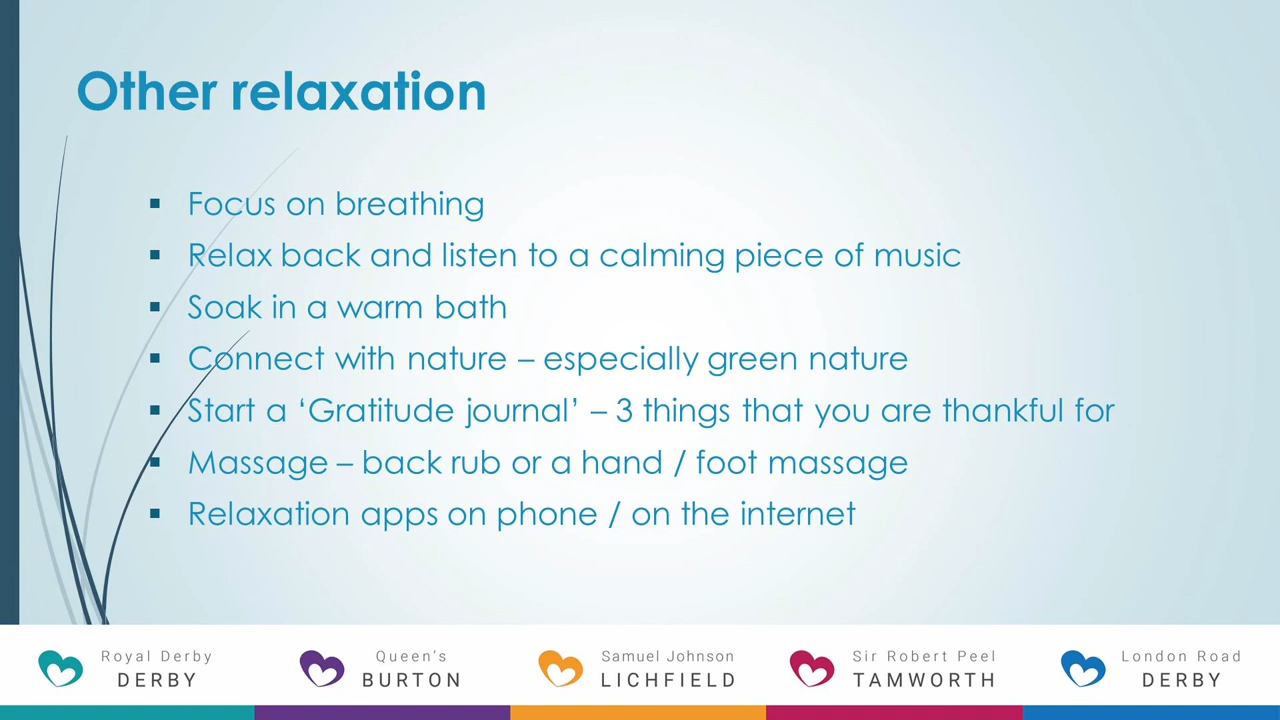 Other relaxation
▪ Focus on breathing
▪ Relax back and listen to a calming piece of music
▪ Soak in a warm bath
▪ Connect with nature – especially green nature
▪ Start a ‘Gratitude journal’ – 3 things that you are thankful for
▪ Massage – back rub or a hand / foot massage
▪ Relaxation apps on phone / on the internet
Royal Derby
DERBY
Queen's
BURTON
Samuel Johnson
LICHFIELD
Sir Robert Peel
TAMWORTH
London Road
DERBY